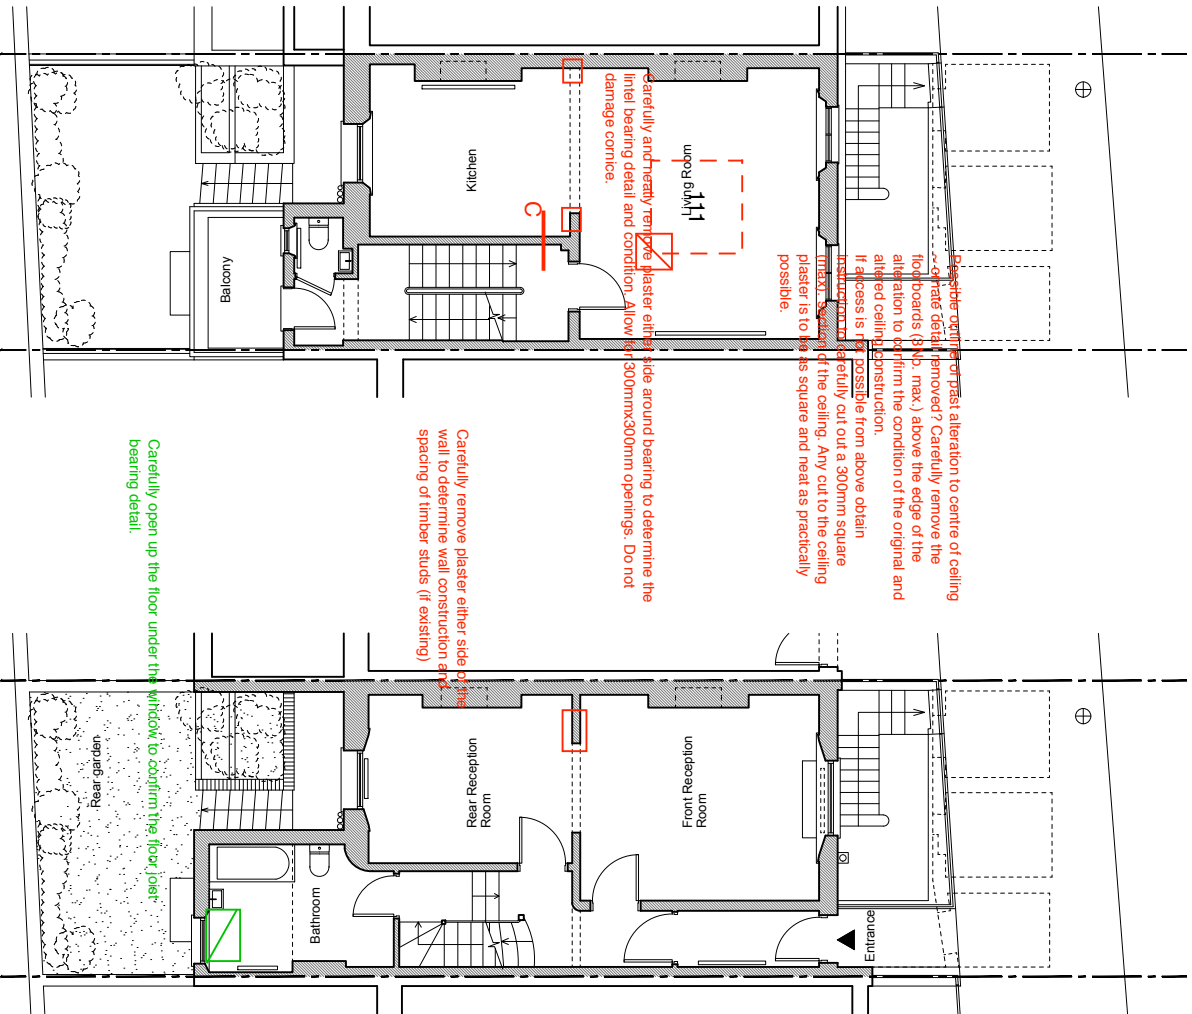 Kitchen
Living Room
111
Balcony
C
Carefully and neatly remove plaster either side around bearing to determine the
lintel bearing detail and condition. Allow for 300mmx300mm openings. Do not
damage cornice.
Possible outline of past alteration to centre of ceiling
ornate detail removed? Carefully remove the
floorboards (3No. max.) above the edge of the
alteration to confirm the condition of the original and
altered ceiling construction.
If access is not possible from above obtain
instruction to carefully cut out a 300mm square
(max). Section of the ceiling. Any cut to the ceiling
plaster is to be as square and neat as practically
possible.
Carefully remove plaster either side of the
wall to determine wall construction and
spacing of timber studs (if existing)
Carefully open up the floor under the window to confirm the floor joist
bearing detail.
Rear garden
Rear Reception
Room
Front Reception
Room
Bathroom
Entrance